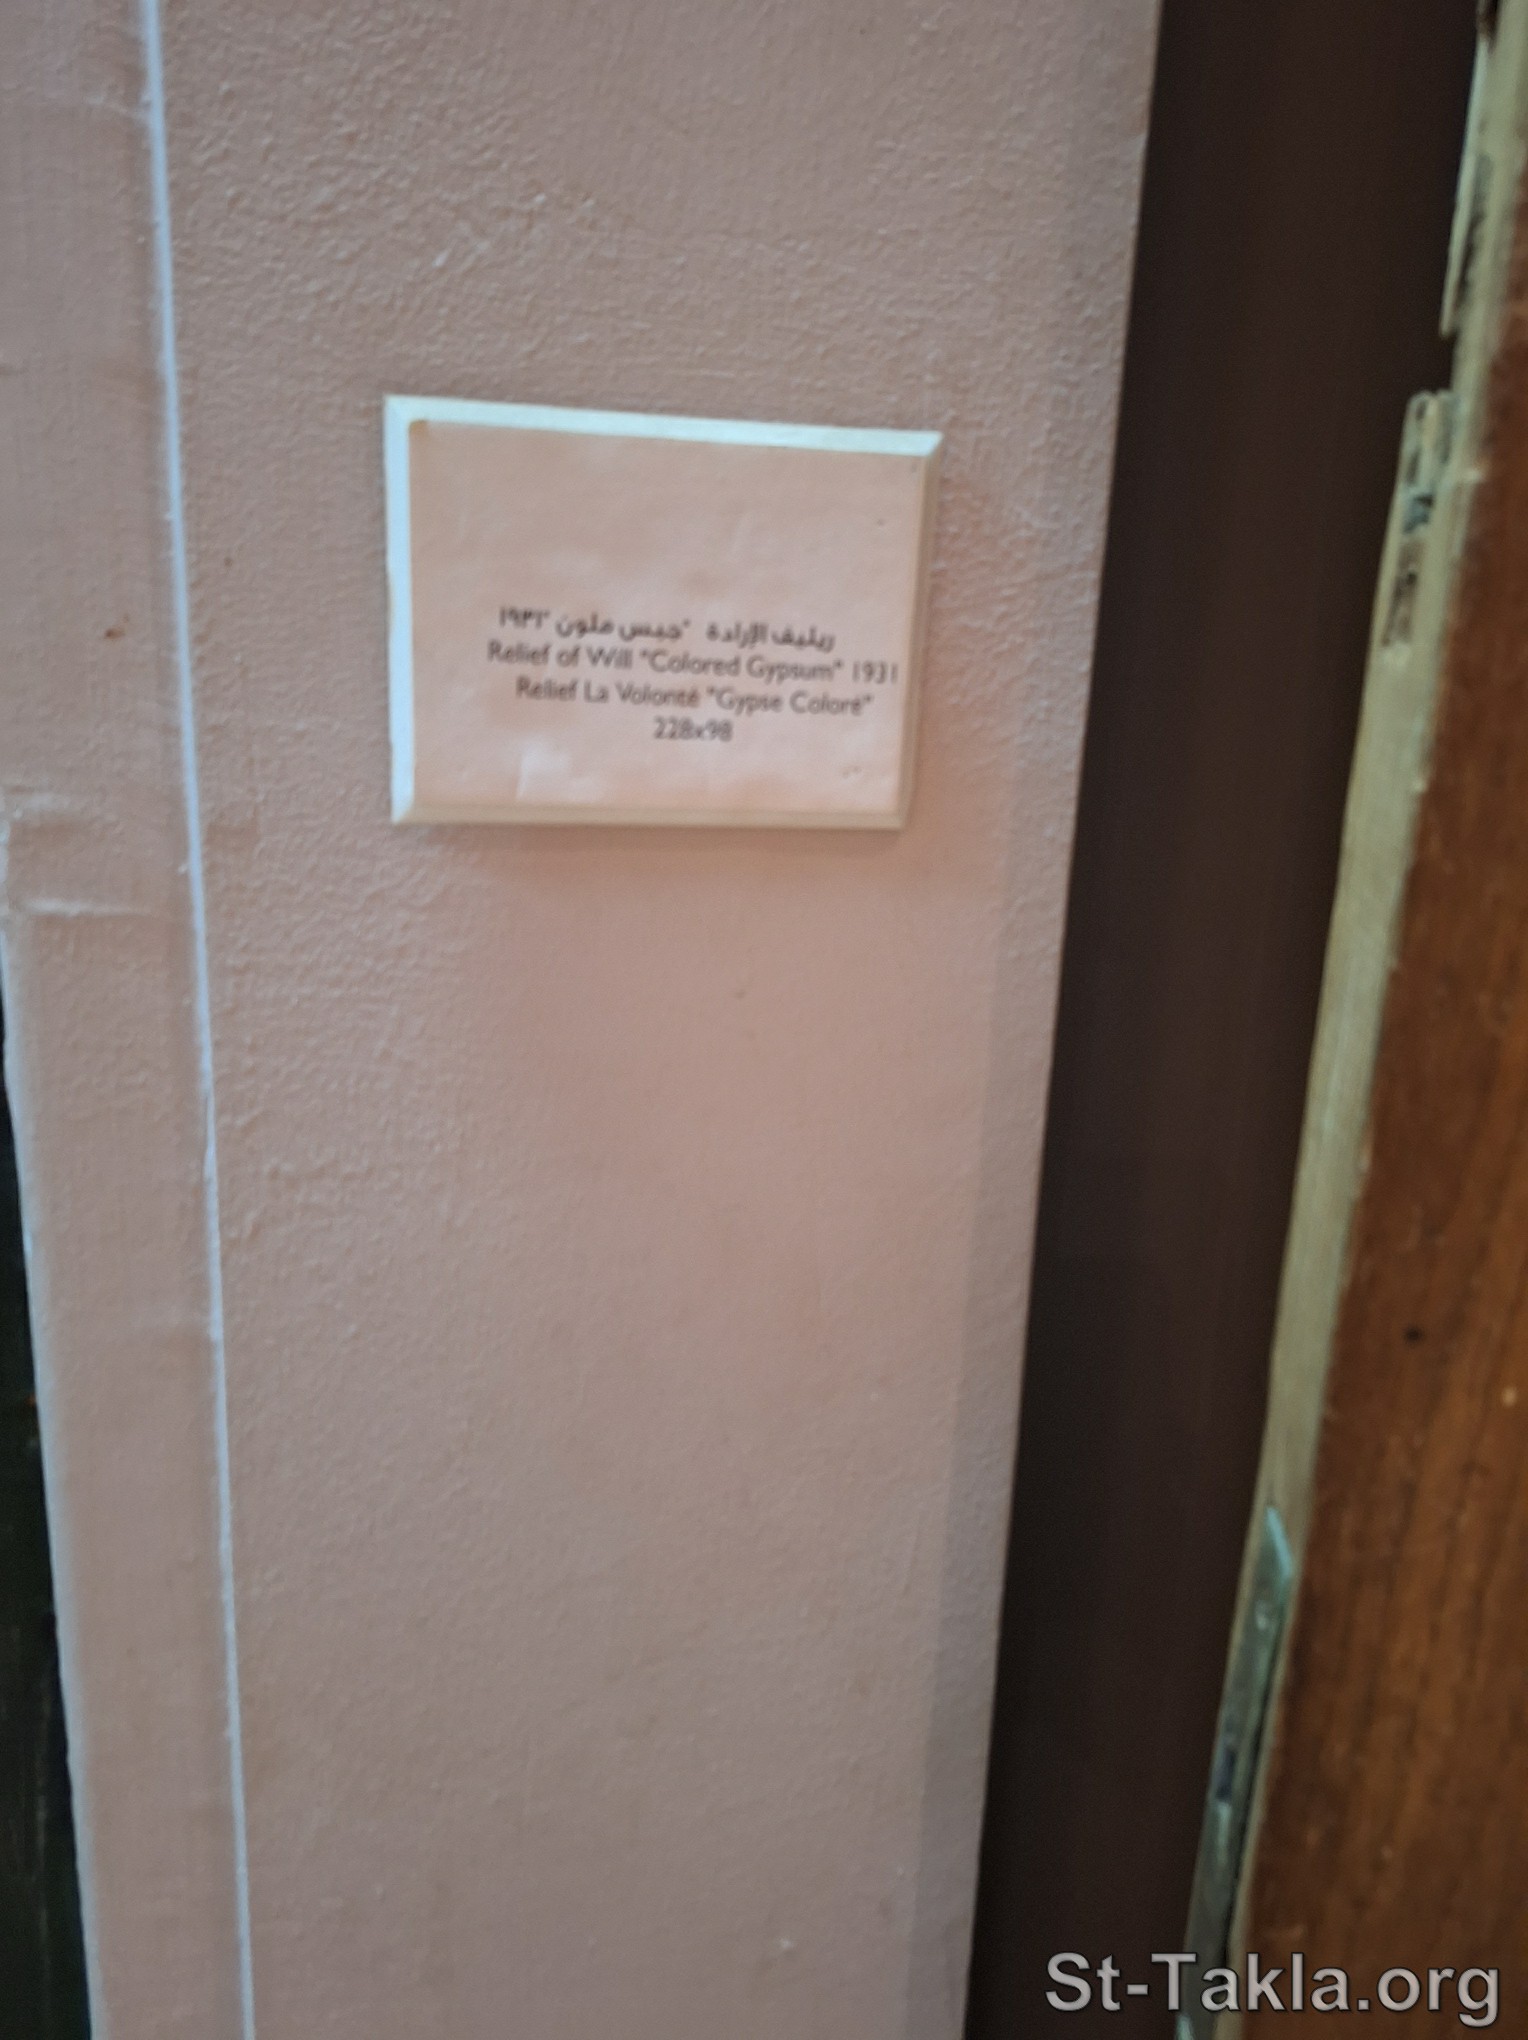 ريليف الإرادة "جبس ملون"
Relief of Will "Colored Gypsum" 1931
Relief La Volonté "Gypse Coloré"
228x98
St-Takla.org